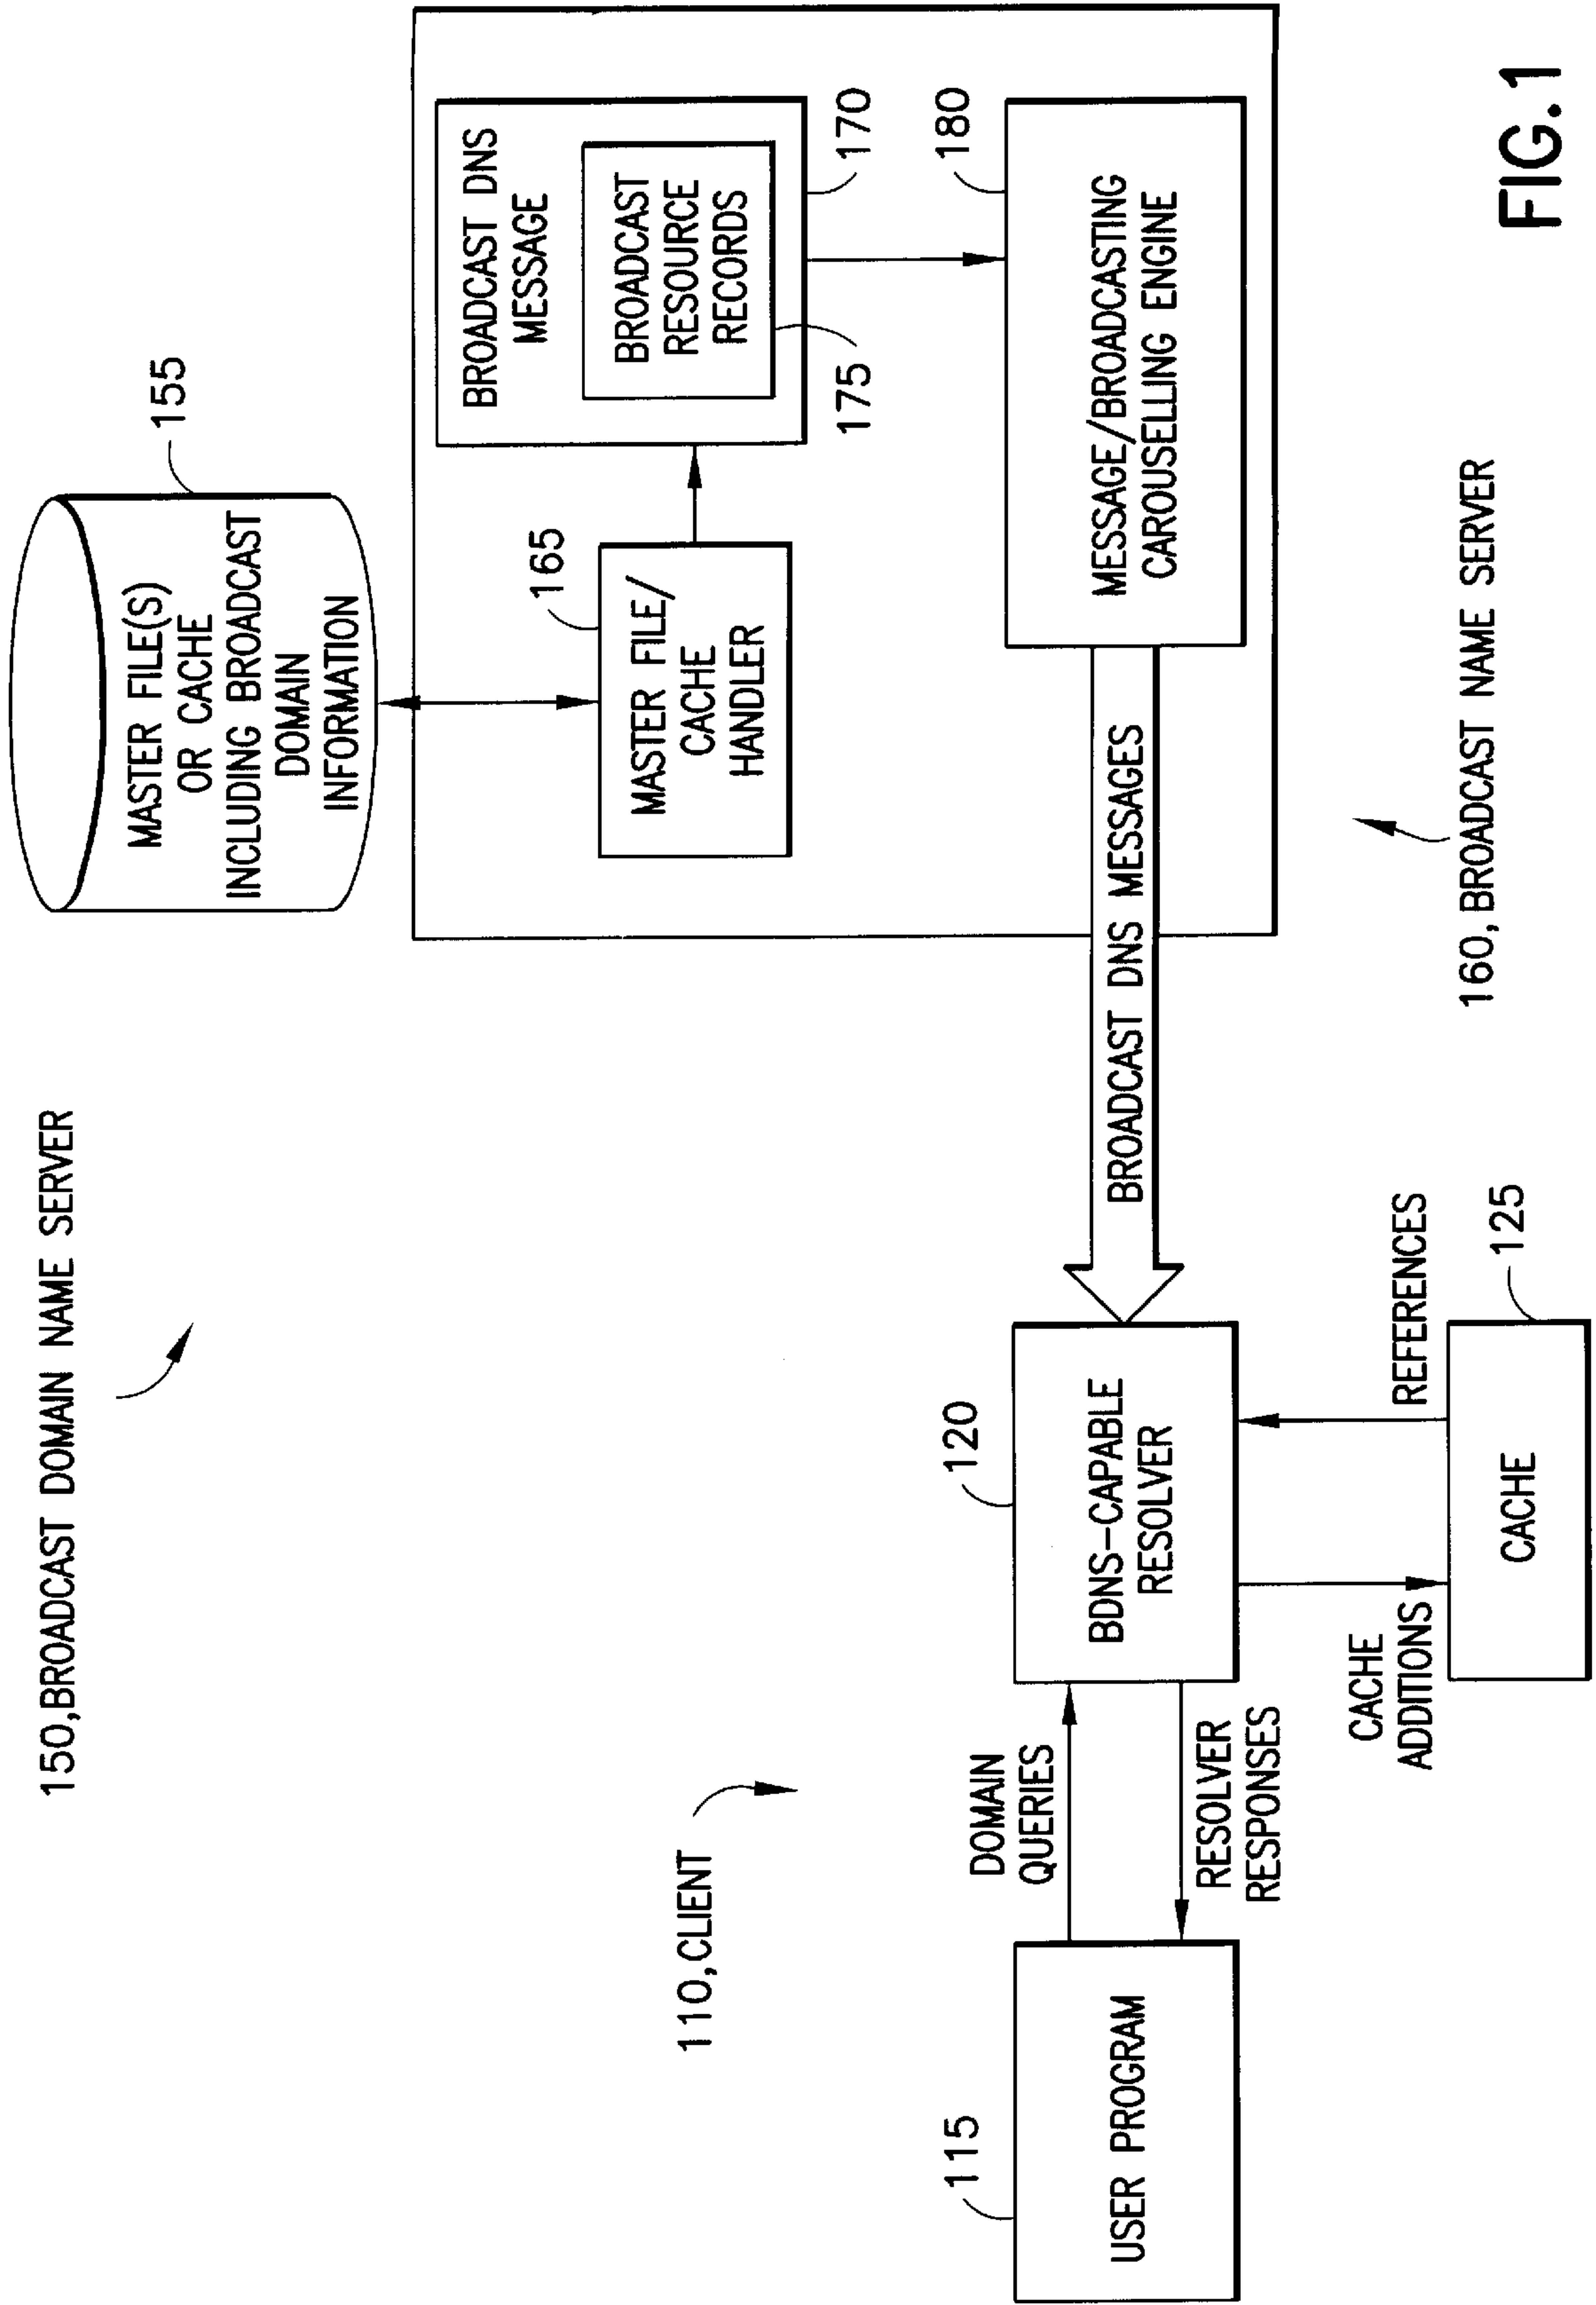 150,BROADCAST DOMAIN NAME SERVER
155
MASTER FILE(S)
OR CACHE
INCLUDING BROADCAST
DOMAIN
INFORMATION
110,CLIENT
165
MASTER FILE/
CACHE
HANDLER
BROADCAST DNS
MESSAGE
BROADCAST
RESOURCE
RECORDS
175
170
115
USER PROGRAM
DOMAIN
QUERIES
RESOLVER
RESPONSES
120
BDNS-CAPABLE
RESOLVER
BROADCAST DNS MESSAGES
180
MESSAGE/BROADCASTING
CAROUSELLING ENGINE
CACHE
ADDITIONS
REFERENCES
125
CACHE
160,BROADCAST NAME SERVER
FIG.1